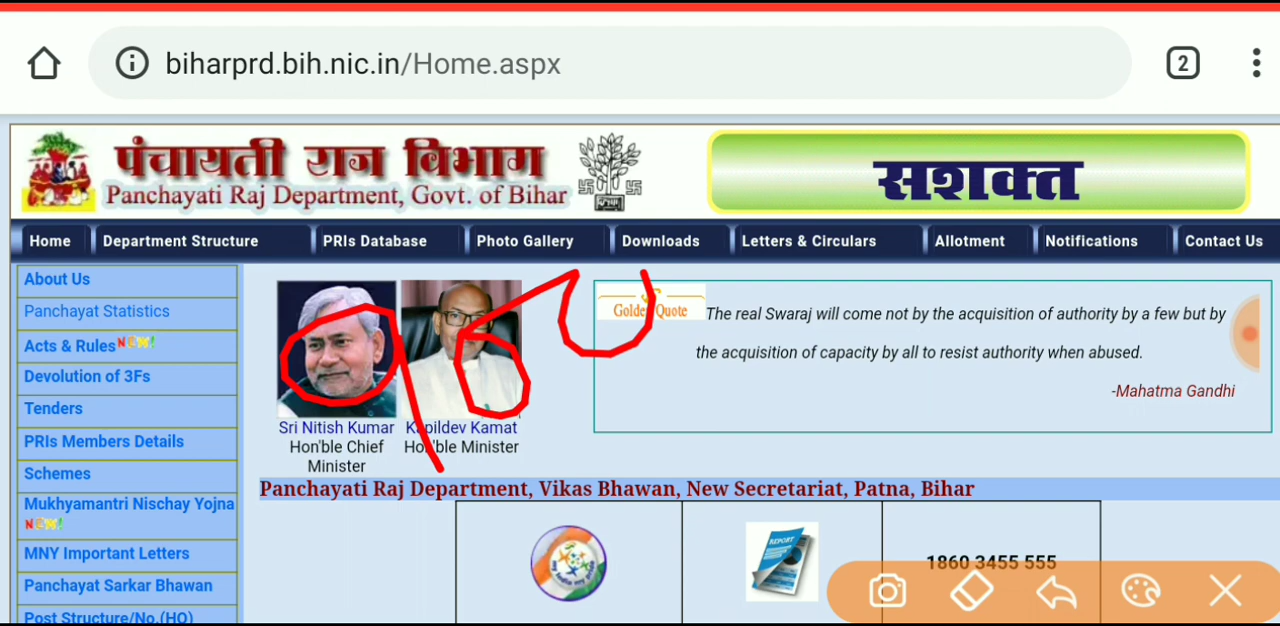 biharprd.bih.nic.in/Home.aspx
2
पंचायती राज विभाग
Panchayati Raj Department, Govt. of Bihar
सशक्त
Home
Department Structure
PRIs Database
Photo Gallery
Downloads
Letters & Circulars
Allotment
Notifications
Contact Us
About Us
Panchayat Statistics
Acts & Rules NEW!
Devolution of 3Fs
Tenders
PRIs Members Details
Schemes
Mukhyamantri Nischay Yojna
NEW!
MNY Important Letters
Panchayat Sarkar Bhawan
Post Structure/No.(HQ)
Sri Nitish Kumar
Hon'ble Chief
Minister
Kapildev Kamat
Hon'ble Minister
Golden Quote
The real Swaraj will come not by the acquisition of authority by a few but by
the acquisition of capacity by all to resist authority when abused.
-Mahatma Gandhi
Panchayati Raj Department, Vikas Bhawan, New Secretariat, Patna, Bihar
REPORT
1860 3455 555